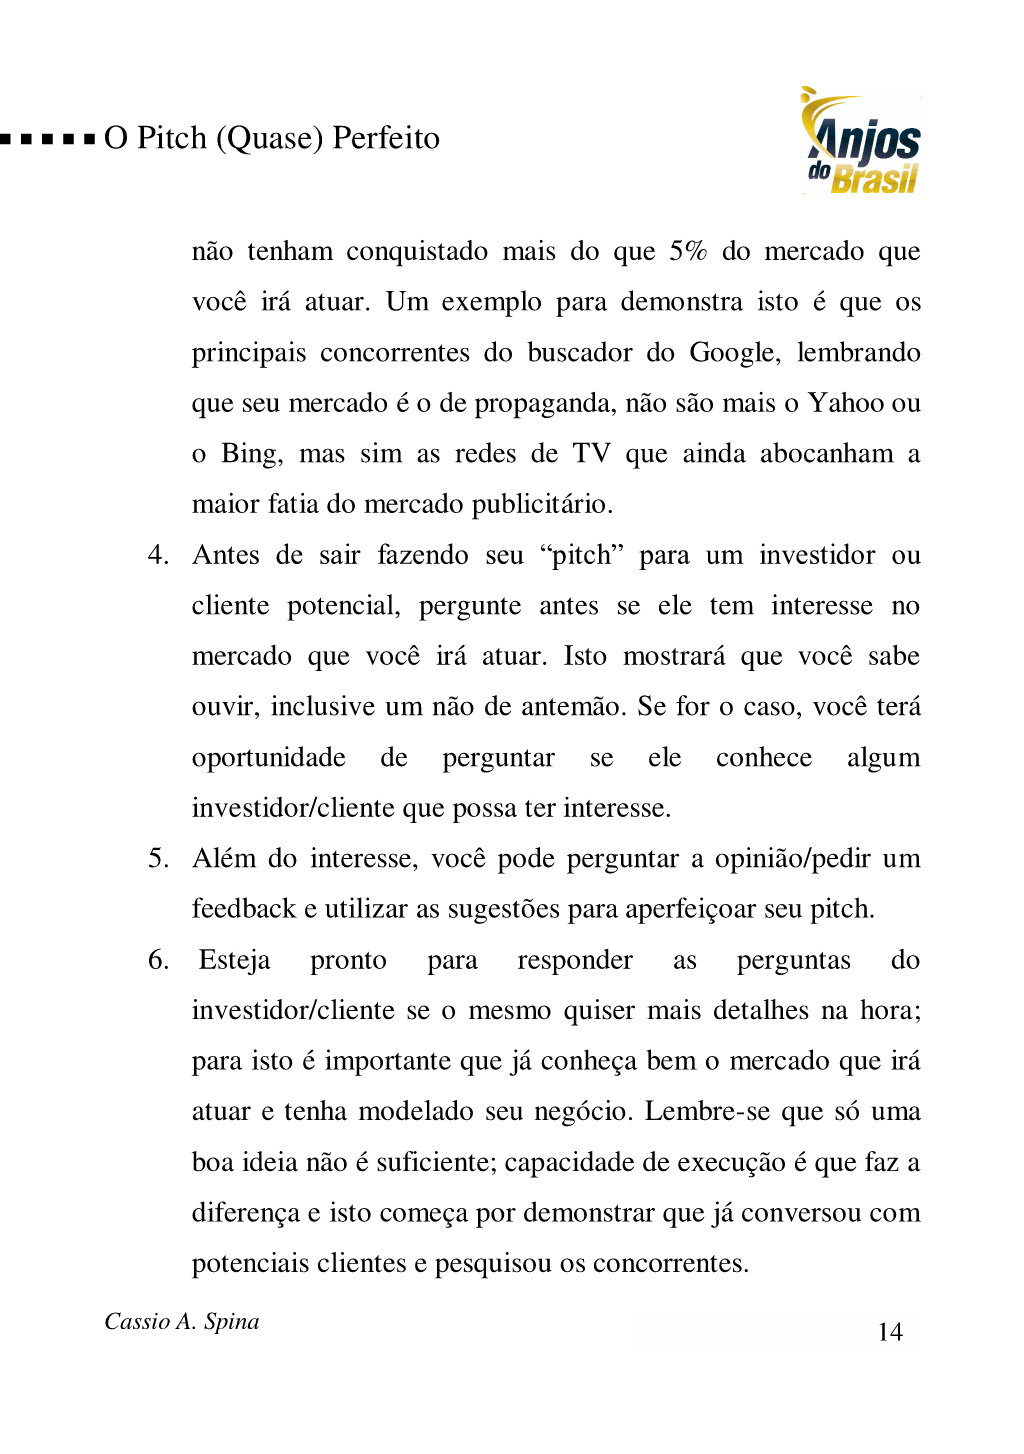 O Pitch (Quase) Perfeito
Anjos
do Brasil
não tenham conquistado mais do que 5% do mercado que
você irá atuar. Um exemplo para demonstra isto é que os
principais concorrentes do buscador do Google, lembrando
que seu mercado é o de propaganda, não são mais o Yahoo ou
o Bing, mas sim as redes de TV que ainda abocanham a
maior fatia do mercado publicitário.
4. Antes de sair fazendo seu “pitch” para um investidor ou
cliente potencial, pergunte antes se ele tem interesse no
mercado que você irá atuar. Isto mostrará que você sabe
ouvir, inclusive um não de antemão. Se for o caso, você terá
oportunidade de perguntar se ele conhece algum
investidor/cliente que possa ter interesse.
5. Além do interesse, você pode perguntar a opinião/pedir um
feedback e utilizar as sugestões para aperfeiçoar seu pitch.
6. Esteja pronto para responder as perguntas do
investidor/cliente se o mesmo quiser mais detalhes na hora;
para isto é importante que já conheça bem o mercado que irá
atuar e tenha modelado seu negócio. Lembre-se que só uma
boa ideia não é suficiente; capacidade de execução é que faz a
diferença e isto começa por demonstrar que já conversou com
potenciais clientes e pesquisou os concorrentes.
Cassio A. Spina
14